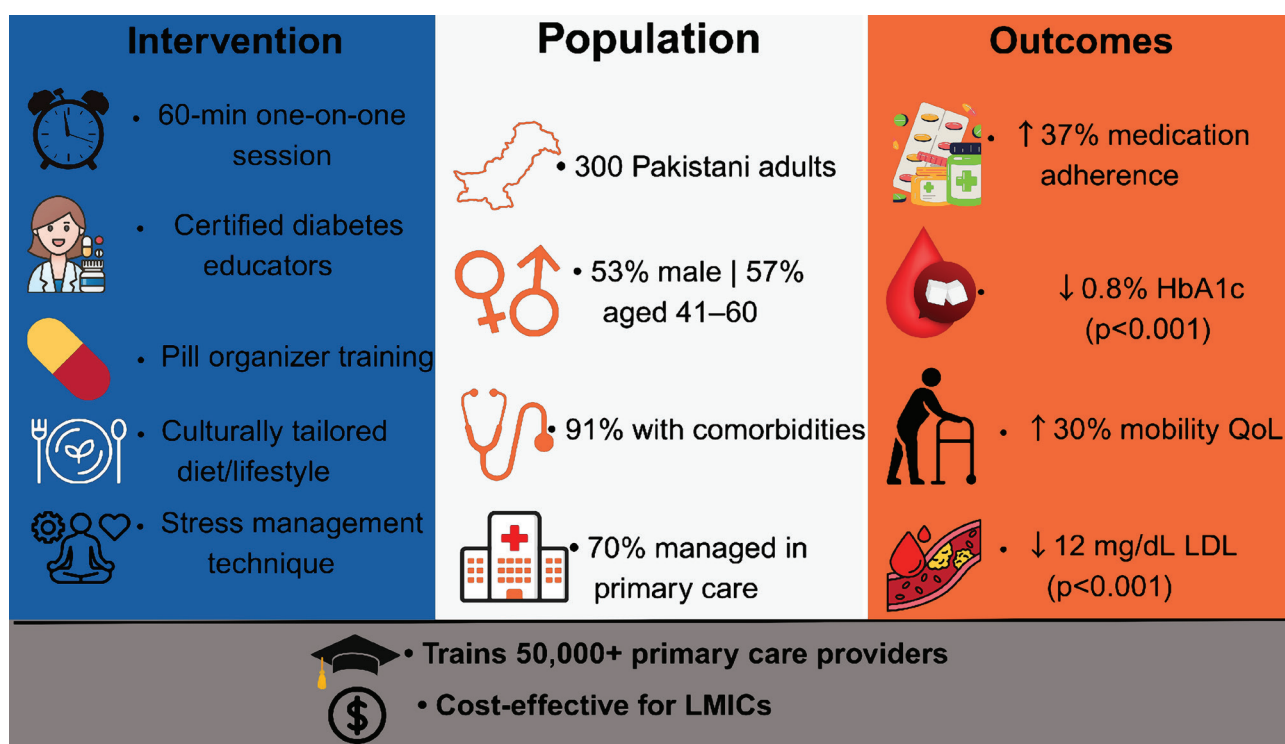 Intervention
• 60-min one-on-one
session
• Certified diabetes
educators
• Pill organizer training
• Culturally tailored
diet/lifestyle
• Stress management
technique
Population
• 300 Pakistani adults
• 53% male | 57%
aged 41–60
• 91% with comorbidities
• 70% managed in
primary care
Outcomes
• ↑ 37% medication
adherence
• ↓ 0.8% HbA1c
(p<0.001)
• ↑ 30% mobility QoL
• ↓ 12 mg/dL LDL
(p<0.001)
• Trains 50,000+ primary care providers
$
• Cost-effective for LMICs